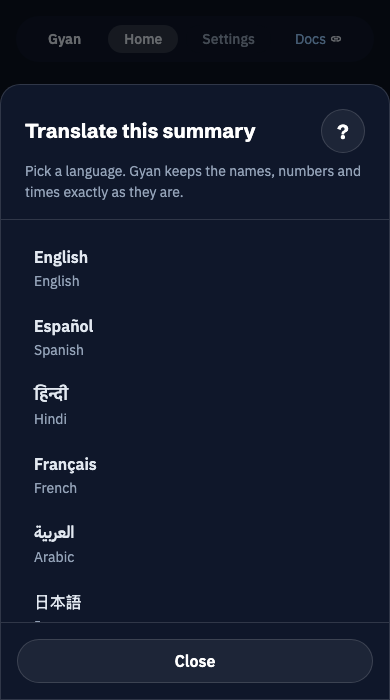 Gyan Home Settings Docs
Translate this summary ?
Pick a language. Gyan keeps the names, numbers and
times exactly as they are.
English
English
Español
Spanish
हिन्दी
Hindi
Français
French
العربية
Arabic
日本語
Close